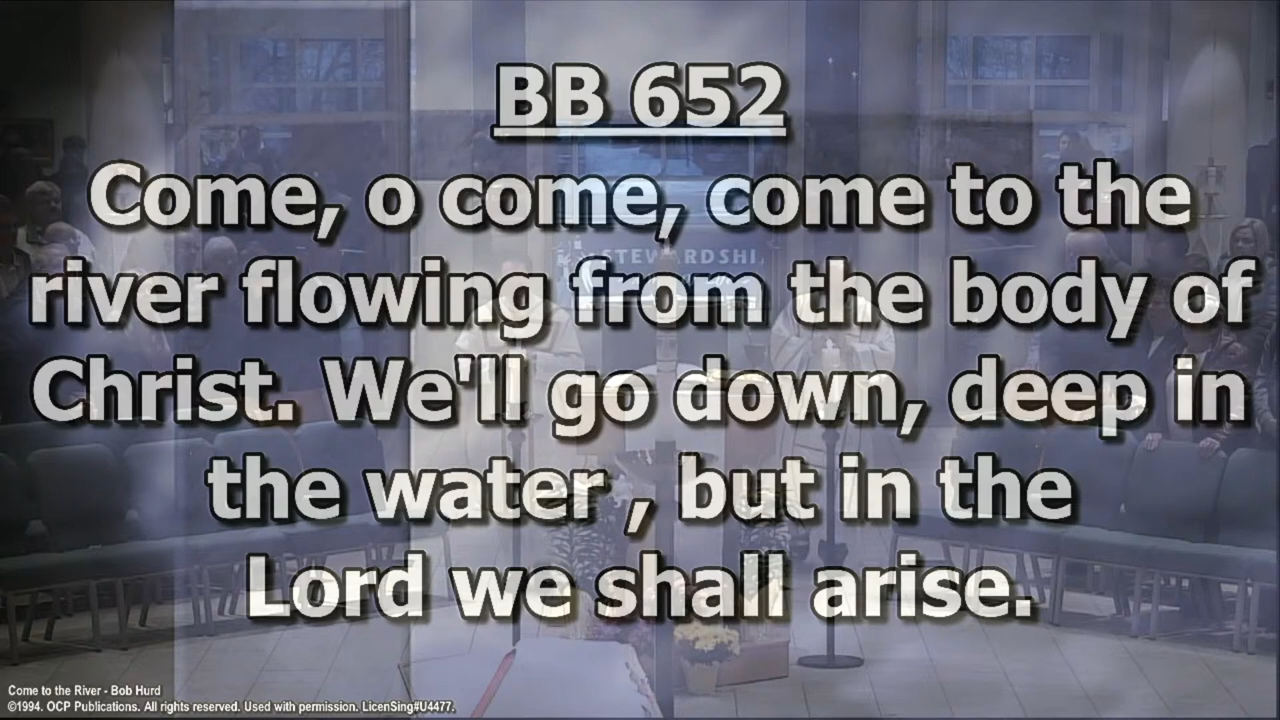 BB 652
Come, o come, come to the
river flowing from the body of
Christ. We'll go down, deep in
the water , but in the
Lord we shall arise.
STEWARDSHI
Come to the River - Bob Hurd
©1994. OCP Publications. All rights reserved. Used with permission. LicenSing#U4477.